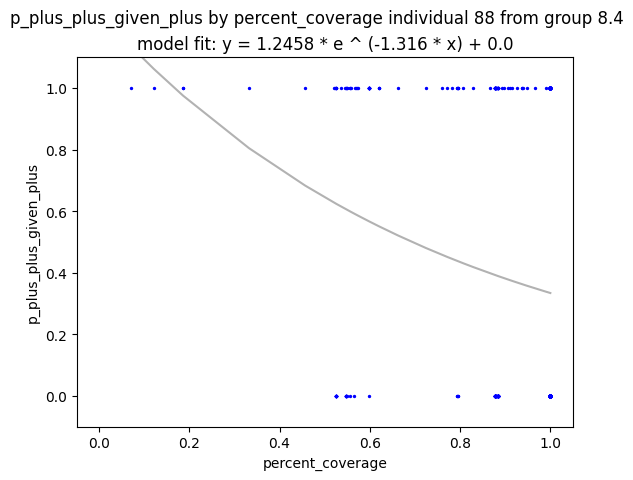 p_plus_plus_given_plus by percent_coverage individual 88 from group 8.4
model fit: y = 1.2458 * e ^ (-1.316 * x) + 0.0
1.0
0.8
0.6
0.4
0.2
0.0
p_plus_plus_given_plus
0.0 0.2 0.4 0.6 0.8 1.0
percent_coverage